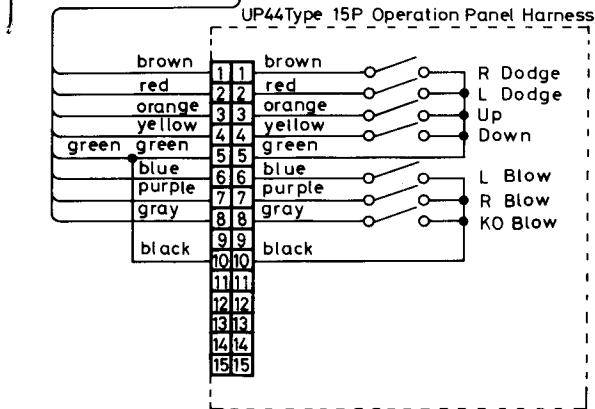 UP44Type 15P Operation Panel Harness
brown 1 1 brown R Dodge
red 2 2 red L Dodge
orange 3 3 orange Up
yellow 4 4 yellow Down
green green 5 5 green
blue 6 6 blue L Blow
purple 7 7 purple R Blow
gray 8 8 gray KO Blow
9 9
black 10 10 black
11 11
12 12
13 13
14 14
15 15